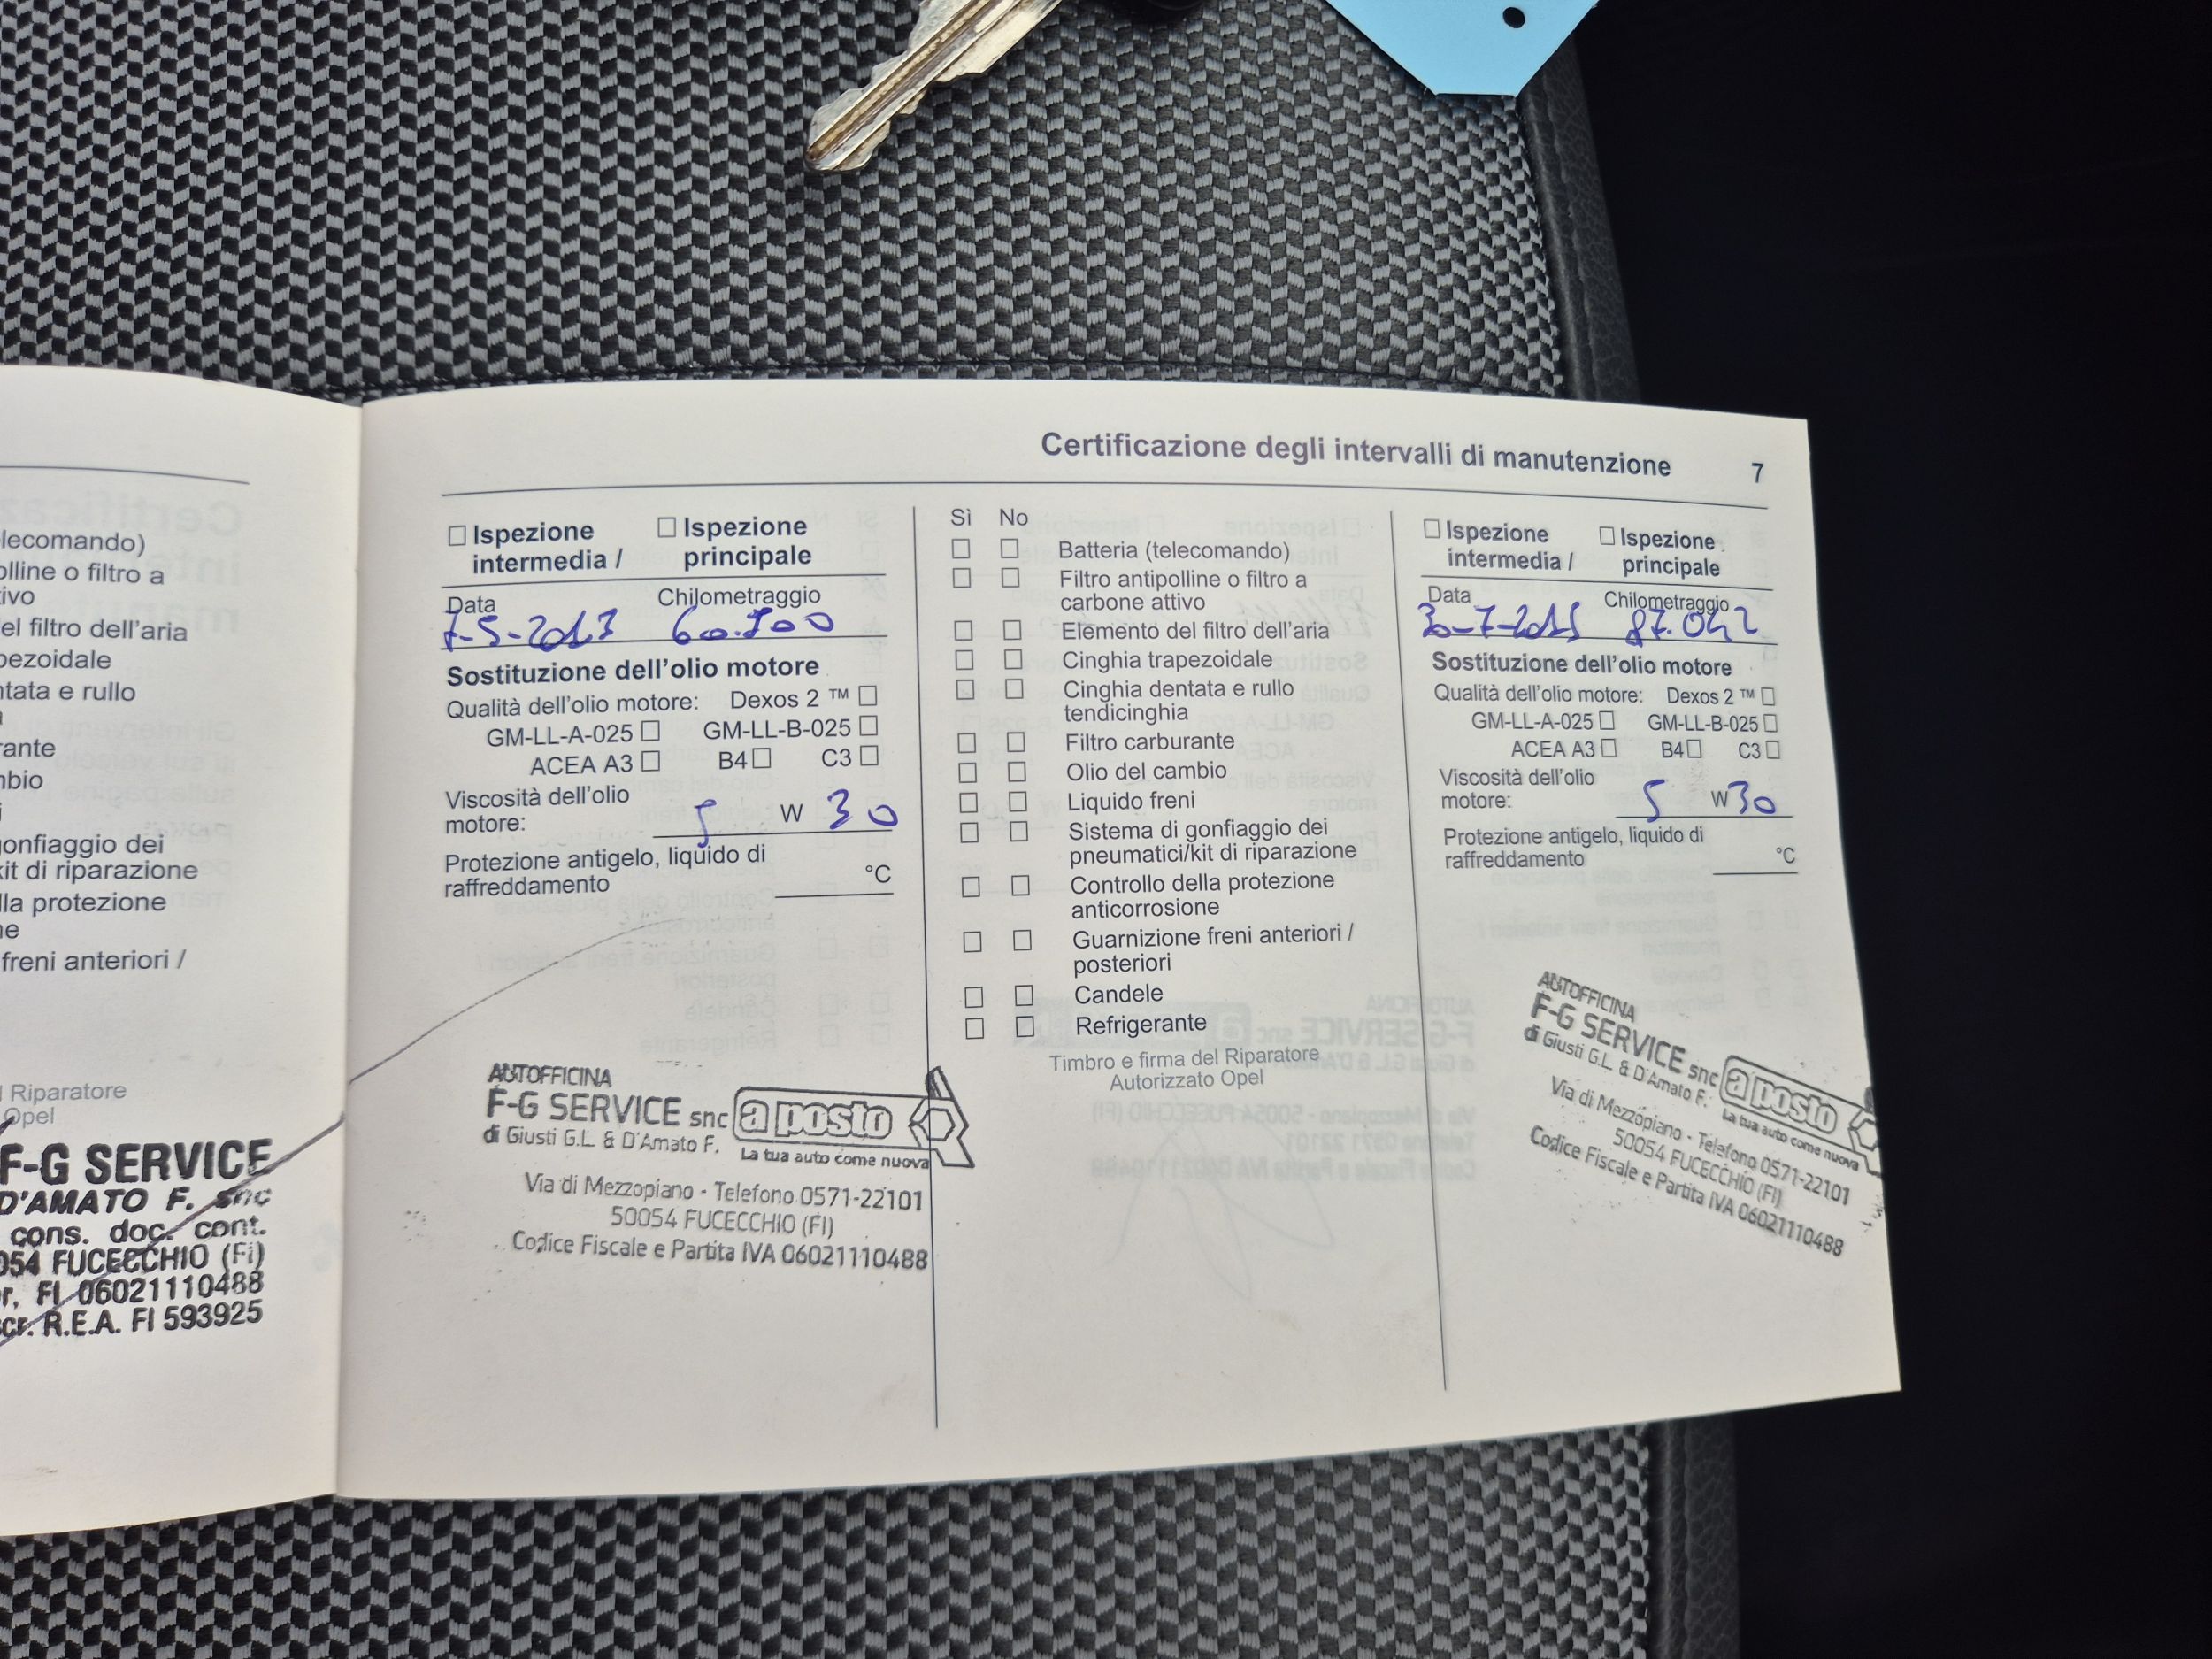 lecomando)
olline o filtro a
ivo
el filtro dell'aria
pezoidale
ntata e rullo
rante
mbio
i
gonfiaggio dei
kit di riparazione
lla protezione
ne
freni anteriori /
l Riparatore
Opel
F-G SERVICE
D'AMATO F. snc
cons. doc. cont.
054 FUCECCHIO (Fi)
r, FI 06021110488
scr. R.E.A. FI 593925
Certificazione degli intervalli di manutenzione 7
Ispezione intermedia /
Ispezione principale
Data Chilometraggio
7-5-2013
Sostituzione dell'olio motore
Qualità dell'olio motore: Dexos 2 ™
GM-LL-A-025 GM-LL-B-025
ACEA A3 B4 C3
Viscosità dell'olio
motore: 5 W 30
Protezione antigelo, liquido di
raffreddamento °C
AUTOFFICINA
F-G SERVICE snc a posto
di Giusti G.L. & D'Amato F. La tua auto come nuova
Via di Mezzopiano - Telefono 0571-22101
50054 FUCECCHIO (FI)
Codice Fiscale e Partita IVA 06021110488
Sì No
Batteria (telecomando)
Filtro antipolline o filtro a
carbone attivo
Elemento del filtro dell'aria
Cinghia trapezoidale
Cinghia dentata e rullo
tendicinghia
Filtro carburante
Olio del cambio
Liquido freni
Sistema di gonfiaggio dei
pneumatici/kit di riparazione
Controllo della protezione
anticorrosione
Guarnizione freni anteriori /
posteriori
Candele
Refrigerante
Timbro e firma del Riparatore
Autorizzato Opel
Ispezione intermedia /
Ispezione principale
Data Chilometraggio
30-7-2015 87.042
Sostituzione dell'olio motore
Qualità dell'olio motore: Dexos 2 ™
GM-LL-A-025 GM-LL-B-025
ACEA A3 B4 C3
Viscosità dell'olio
motore: 5 W 30
Protezione antigelo, liquido di
raffreddamento °C
AUTOFFICINA
F-G SERVICE snc a posto
di Giusti G.L. & D'Amato F. La tua auto come nuova
Via di Mezzopiano - Telefono 0571-22101
50054 FUCECCHIO (FI)
Codice Fiscale e Partita IVA 06021110488